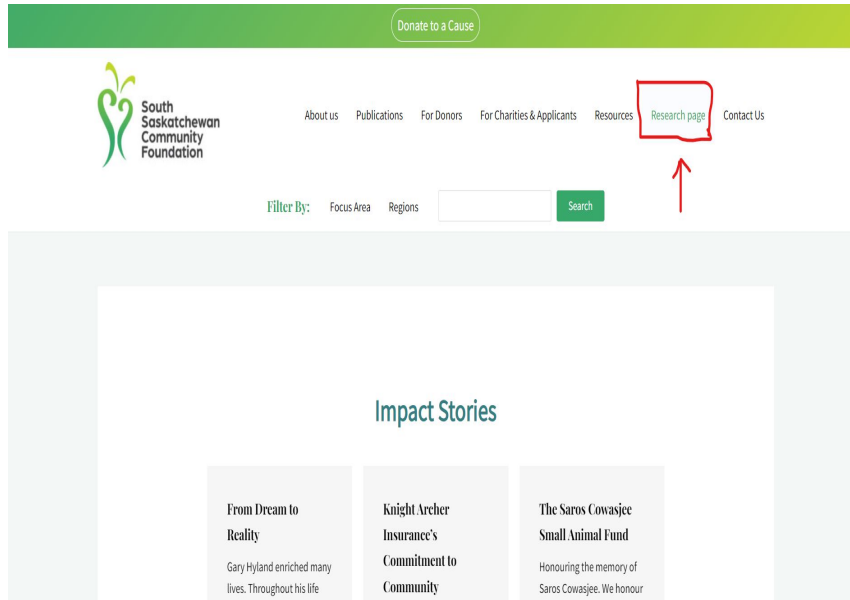 Donate to a Cause
South
Saskatchewan
Community
Foundation
About us Publications For Donors For Charities & Applicants Resources Research page Contact Us
Filter By: Focus Area Regions Search
Impact Stories
From Dream to
Reality
Gary Hyland enriched many
lives. Throughout his life
Knight Archer
Insurance's
Commitment to
Community
The Saros Cowasjee
Small Animal Fund
Honouring the memory of
Saros Cowasjee. We honour